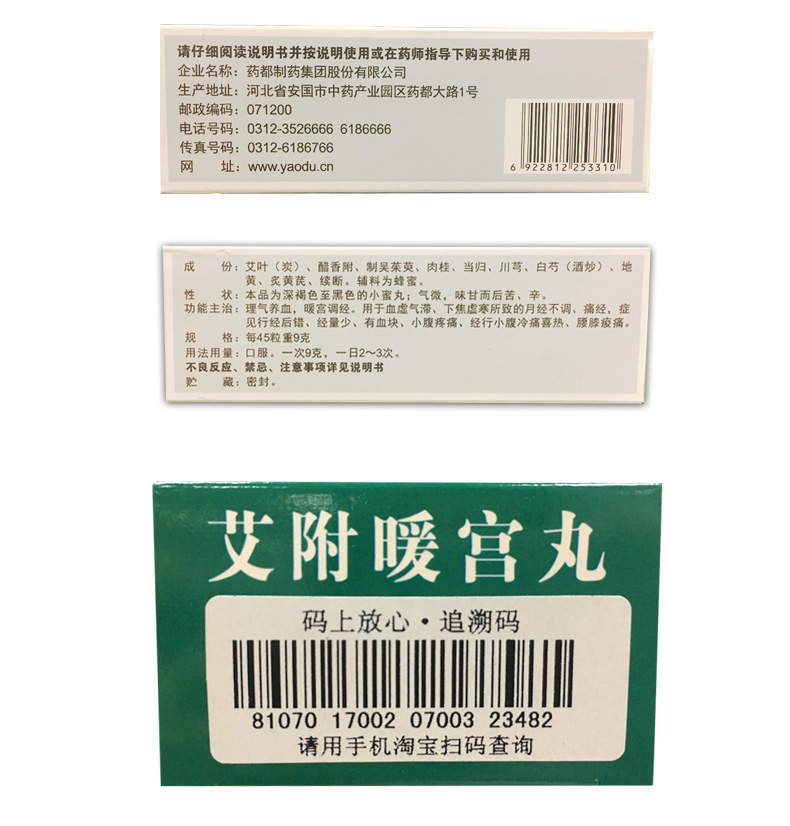 请仔细阅读说明书并按说明使用或在药师指导下购买和使用
企业名称：药都制药集团股份有限公司
生产地址：河北省安国市中药产业园区药都大路1号
邮政编码：071200
电话号码：0312-3526666 6186666
传真号码：0312-6186766
网　　址：www.yaodu.cn
6 922812 253310
成　　份：艾叶（炭）、醋香附、制吴茱萸、肉桂、当归、川芎、白芍（酒炒）、地
黄、炙黄芪、续断。辅料为蜂蜜。
性　　状：本品为深褐色至黑色的小蜜丸；气微，味甘而后苦、辛。
功能主治：理气养血，暖宫调经。用于血虚气滞、下焦虚寒所致的月经不调、痛经，症
见行经后错、经量少、有血块、小腹疼痛、经行小腹冷痛喜热、腰膝痠痛。
规　　格：每45粒重9克
用法用量：口服。一次9克，一日2～3次。
不良反应、禁忌、注意事项详见说明书
贮　　藏：密封。
艾附暖宫丸
码上放心·追溯码
81070 17002 07003 23482
请用手机淘宝扫码查询